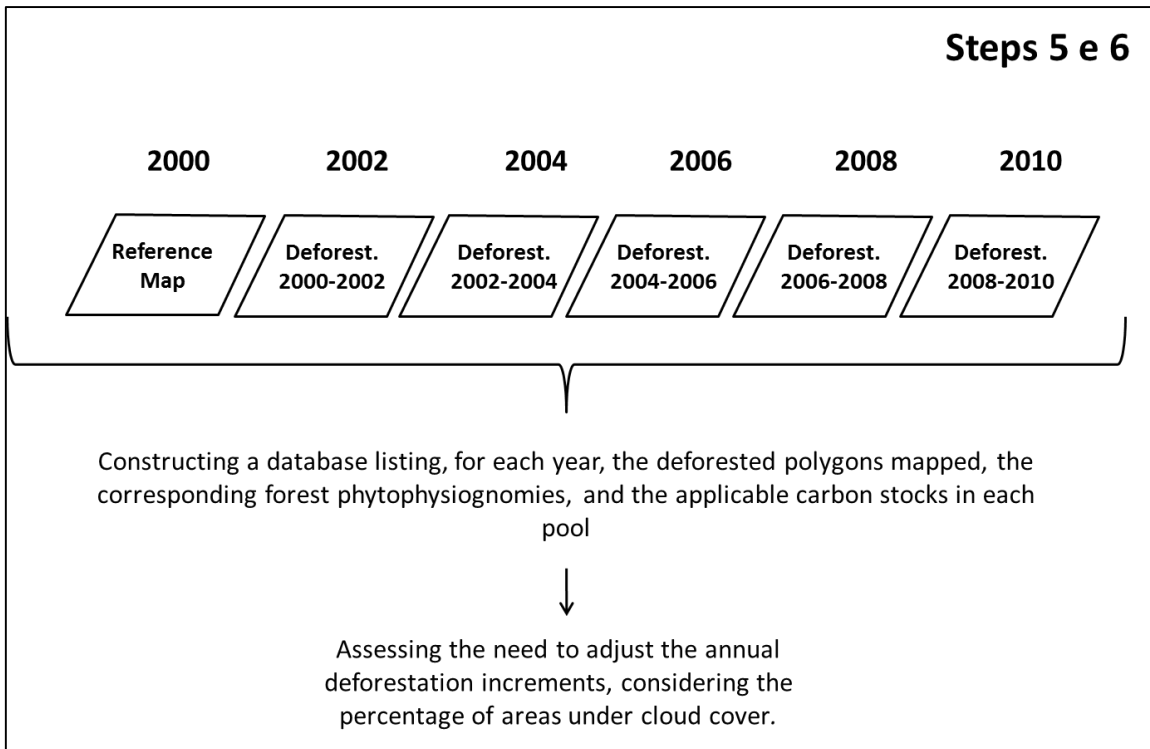 Steps 5 e 6
2000 2002 2004 2006 2008 2010
Reference
Map
Deforest.
2000-2002
Deforest.
2002-2004
Deforest.
2004-2006
Deforest.
2006-2008
Deforest.
2008-2010
Constructing a database listing, for each year, the deforested polygons mapped, the
corresponding forest phytophysiognomies, and the applicable carbon stocks in each
pool
Assessing the need to adjust the annual
deforestation increments, considering the
percentage of areas under cloud cover.